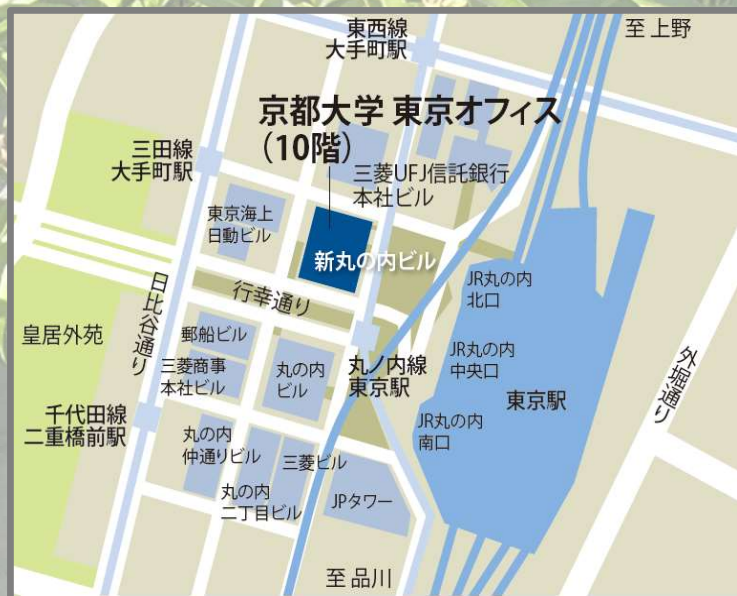 至 上野
東西線
大手町駅
京都大学 東京オフィス
（10階）
三田線
大手町駅
三菱UFJ信託銀行
本社ビル
東京海上
日動ビル
新丸の内ビル
JR丸の内
北口
行幸通り
日比谷通り
皇居外苑
郵船ビル
三菱商事
本社ビル
丸の内
ビル
丸ノ内線
東京駅
JR丸の内
中央口
東京駅
外堀通り
千代田線
二重橋前駅
JR丸の内
南口
丸の内
仲通りビル
三菱ビル
丸の内
二丁目ビル
JPタワー
至 品川